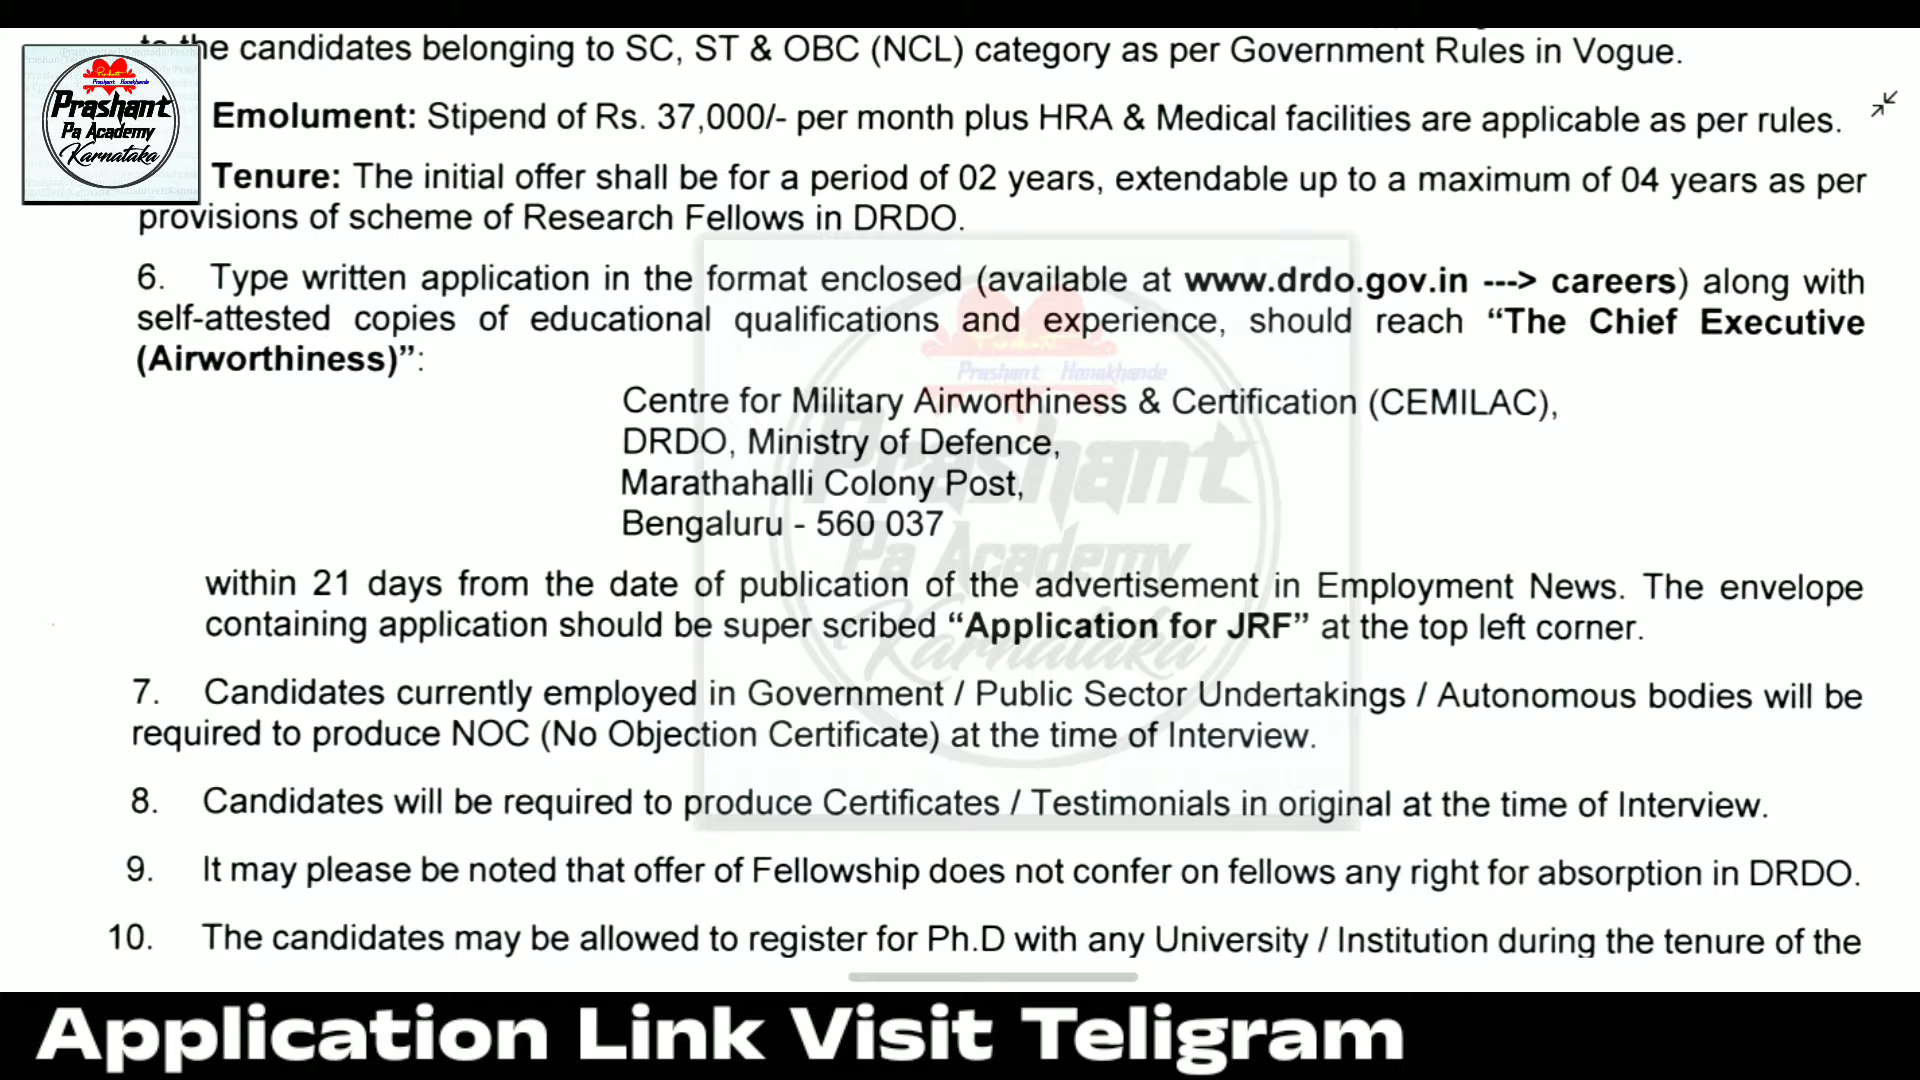 to the candidates belonging to SC, ST & OBC (NCL) category as per Government Rules in Vogue.
Prashant
Prashant Honakhande
Prashant
Pa Academy
Karnataka
Emolument: Stipend of Rs. 37,000/- per month plus HRA & Medical facilities are applicable as per rules.
Tenure: The initial offer shall be for a period of 02 years, extendable up to a maximum of 04 years as per
provisions of scheme of Research Fellows in DRDO.
6. Type written application in the format enclosed (available at www.drdo.gov.in ---> careers) along with
self-attested copies of educational qualifications and experience, should reach “The Chief Executive
(Airworthiness)”:
Prashant Honakhande
Centre for Military Airworthiness & Certification (CEMILAC),
DRDO, Ministry of Defence,
Marathahalli Colony Post,
Bengaluru - 560 037
Prashant
Pa Academy
Karnataka
within 21 days from the date of publication of the advertisement in Employment News. The envelope
containing application should be super scribed “Application for JRF” at the top left corner.
7. Candidates currently employed in Government / Public Sector Undertakings / Autonomous bodies will be
required to produce NOC (No Objection Certificate) at the time of Interview.
8. Candidates will be required to produce Certificates / Testimonials in original at the time of Interview.
9. It may please be noted that offer of Fellowship does not confer on fellows any right for absorption in DRDO.
10. The candidates may be allowed to register for Ph.D with any University / Institution during the tenure of the
Application Link Visit Teligram